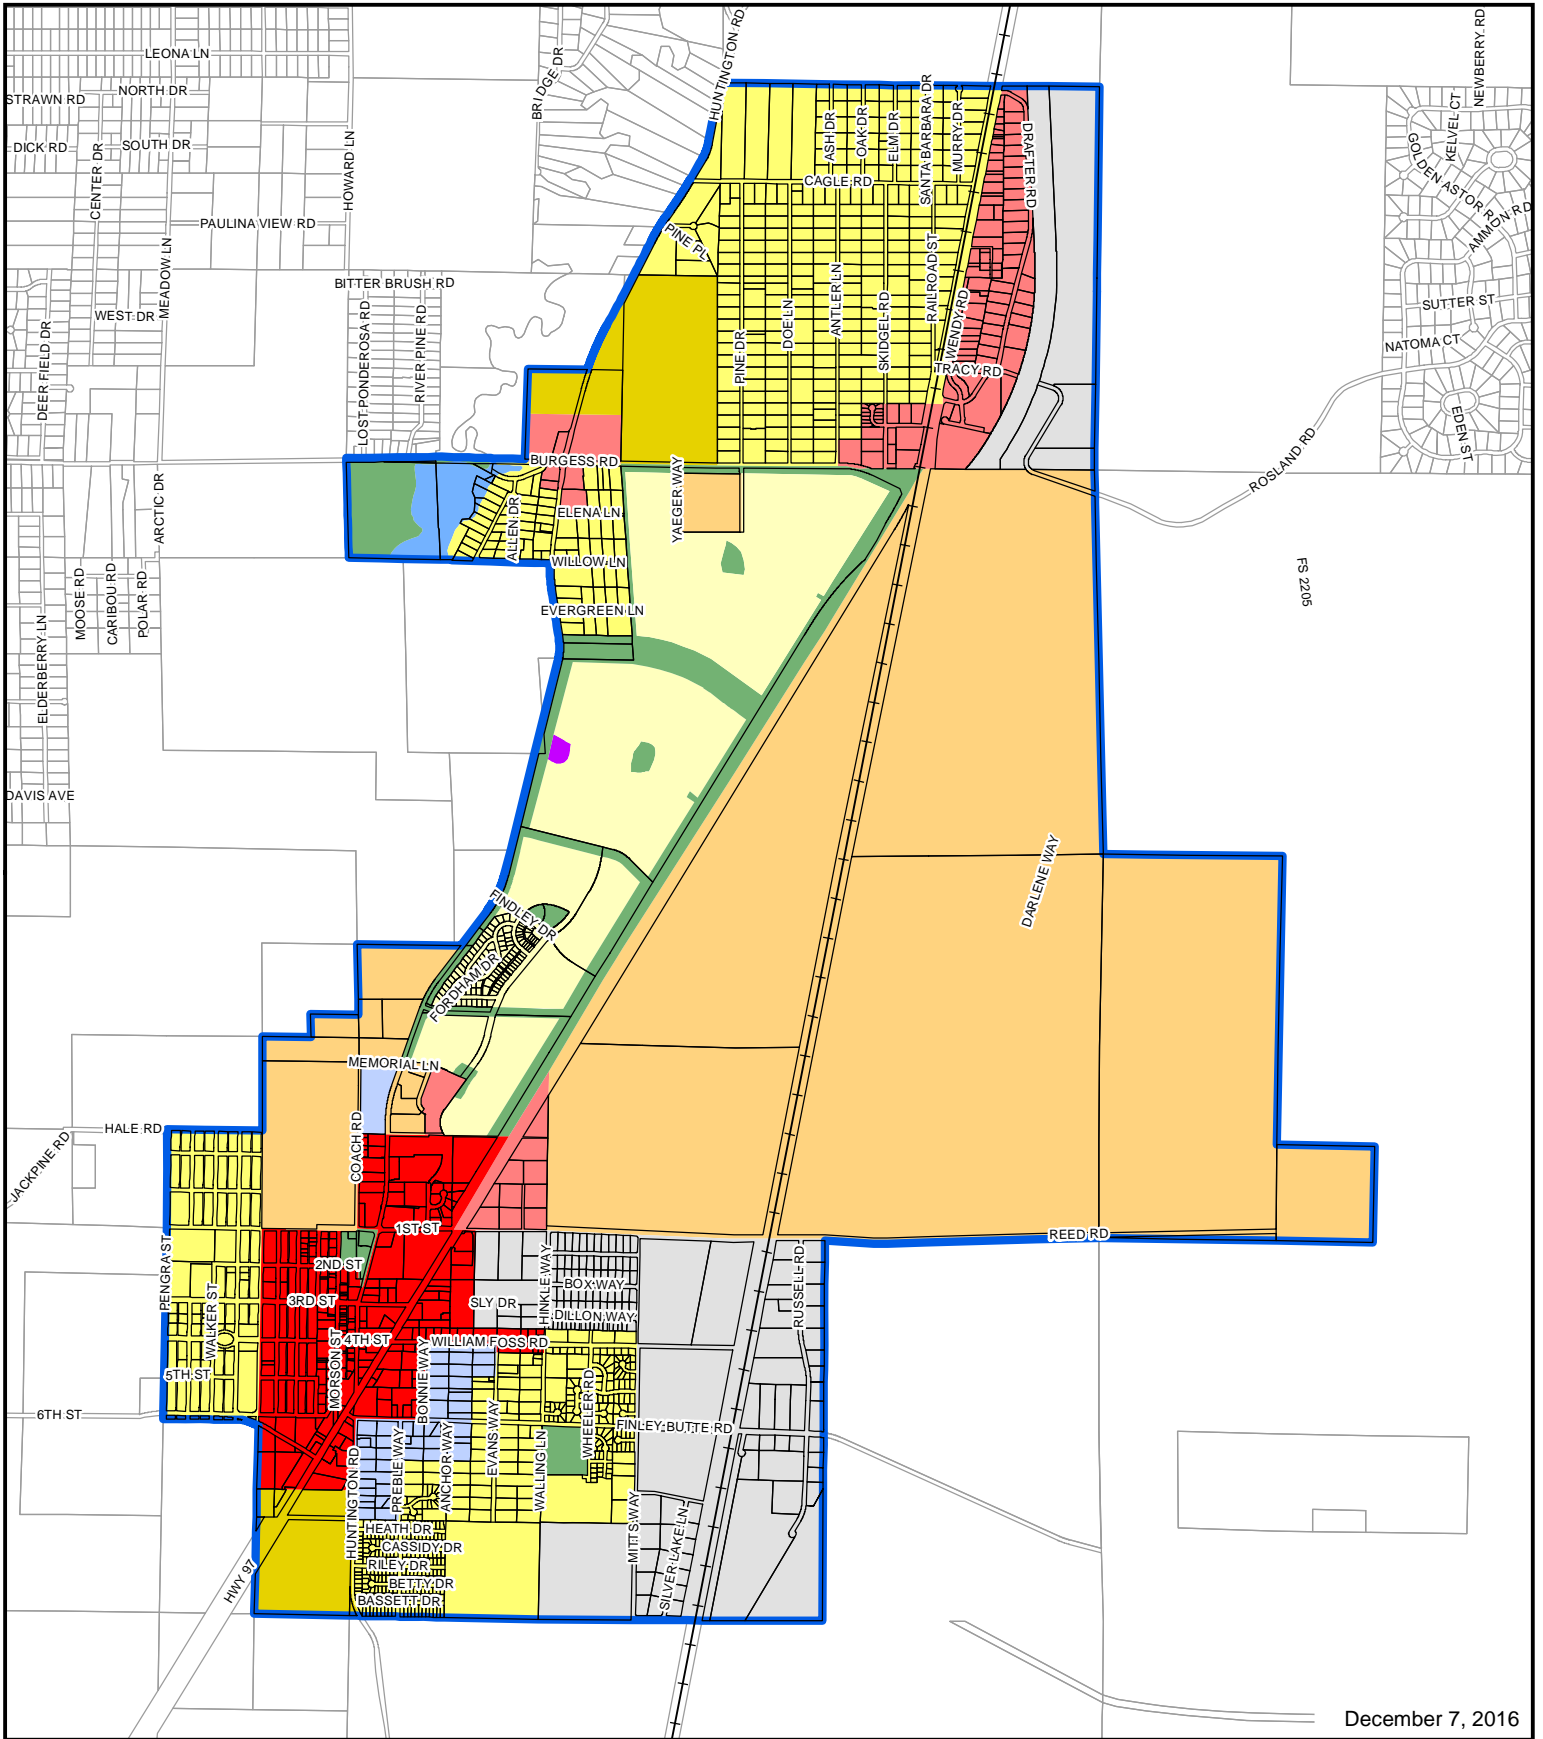 LEONA LN
STRAWN RD
NORTH DR
DICK RD
SOUTH DR
CENTER DR
HOWARD LN
PAULINA VIEW RD
MEADOW LN
BRIDGE DR
HUNTINGTON RD
BITTER BRUSH RD
WEST DR
DEER FIELD DR
LOST PONDEROSA RD
RIVER PINE RD
ASH DR
OAK DR
ELM DR
SANTA BARBARA DR
MURRY DR
DRAFTER RD
CAGLE RD
PINE PL
PINE DR
DOE LN
ANTLER LN
SKIDGEL RD
RAILROAD ST
WENDY RD
TRACY RD
NEWBERRY RD
KELVEL CT
GOLDEN ASTOR R
AMMON RD
SUTTER ST
NATOMA CT
EDEN ST
ROSLAND RD
FS 2205
BURGESS RD
YAEGER WAY
ELENA LN
ALLEN DR
WILLOW LN
EVERGREEN LN
ARCTIC DR
MOOSE RD
CARIBOU RD
POLAR RD
ELDERBERRY LN
DAVIS AVE
DARLENE WAY
FINDLEY DR
FORDHAM DR
MEMORIAL LN
COACH RD
HALE RD
JACKPINE RD
PENGRA ST
1ST ST
2ND ST
3RD ST
4TH ST
5TH ST
6TH ST
WALKER ST
MORSON ST
SLY DR
HINKLE WAY
BOX WAY
DILLON WAY
WILLIAM FOSS RD
BONNIE WAY
REED RD
RUSSELL RD
FINLEY BUTTE RD
WHEELER RD
EVANS WAY
WALLING LN
ANCHOR WAY
PREBLE WAY
HUNTINGTON RD
MITTS WAY
SILVER LAKE LN
HEATH DR
CASSIDY DR
RILEY DR
BETTY DR
BASSETT DR
HWY 97
December 7, 2016